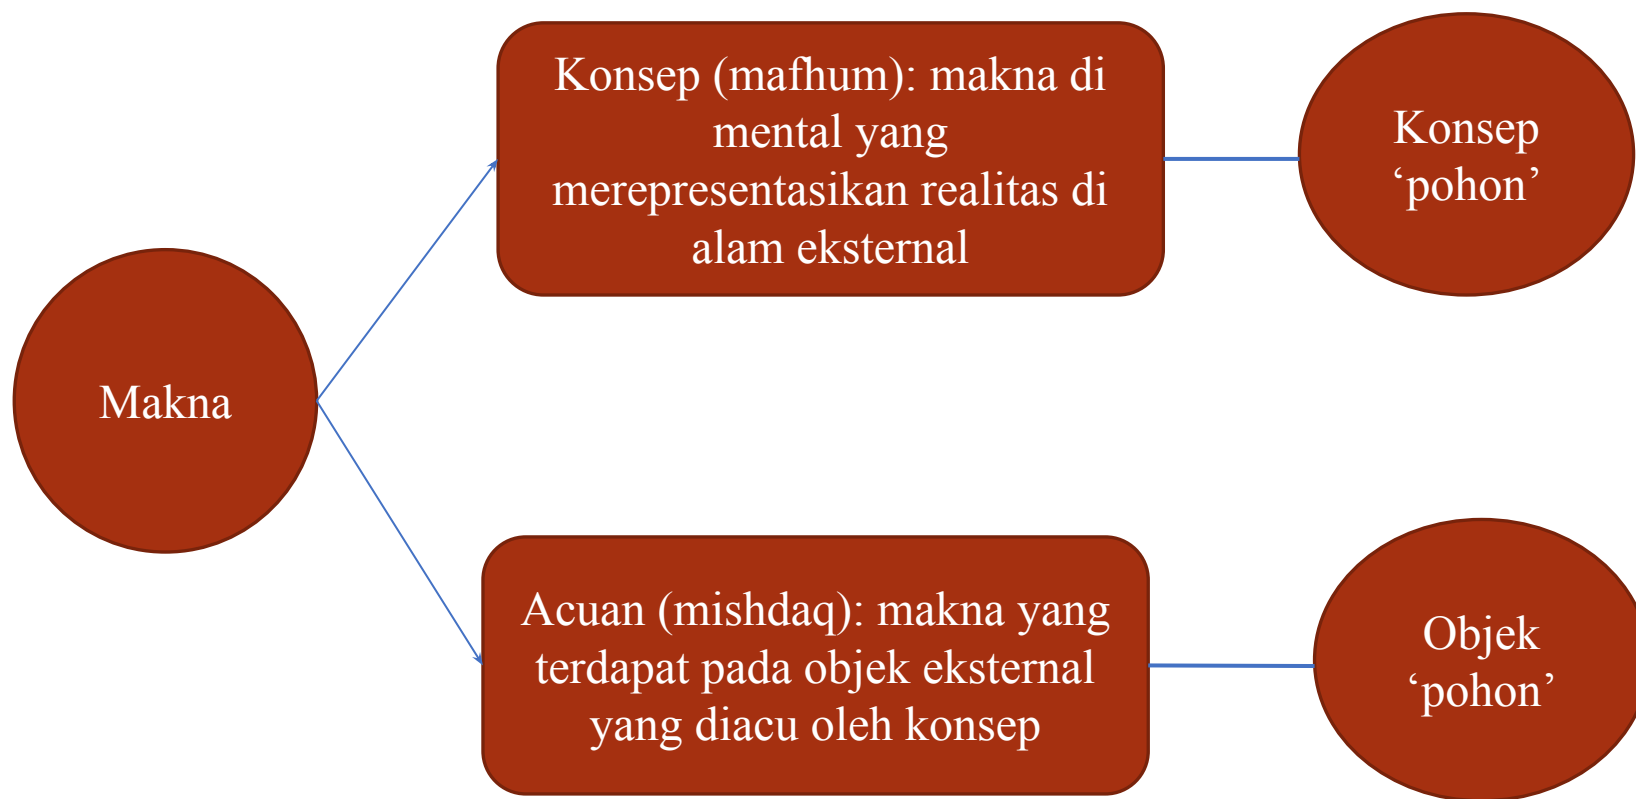 Konsep (mafhum): makna di
mental yang
merepresentasikan realitas di
alam eksternal
Konsep
‘pohon’
Makna
Acuan (mishdaq): makna yang
terdapat pada objek eksternal
yang diacu oleh konsep
Objek
‘pohon’